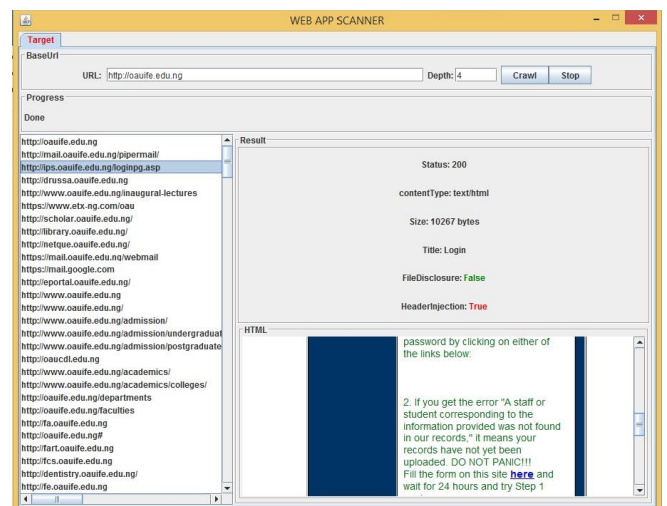 WEB APP SCANNER
Target
BaseUrl
URL: http://oauife.edu.ng Depth: 4 Crawl Stop
Progress
Done
http://oauife.edu.ng
http://mail.oauife.edu.ng/pipermail/
http://ips.oauife.edu.ng/loginpg.asp
http://drussa.oauife.edu.ng
http://www.oauife.edu.ng/inaugural-lectures
https://www.etx-ng.com/oau
http://scholar.oauife.edu.ng/
http://library.oauife.edu.ng/
http://netque.oauife.edu.ng/
https://mail.oauife.edu.ng/webmail
https://mail.google.com
http://eportal.oauife.edu.ng/
http://www.oauife.edu.ng
http://www.oauife.edu.ng/
http://www.oauife.edu.ng/admission/
http://www.oauife.edu.ng/admission/undergraduat
http://www.oauife.edu.ng/admission/postgraduate
http://oaucdl.edu.ng
http://www.oauife.edu.ng/academics/
http://www.oauife.edu.ng/academics/colleges/
http://oauife.edu.ng/departments
http://oauife.edu.ng/faculties
http://fa.oauife.edu.ng
http://oauife.edu.ng#
http://fart.oauife.edu.ng
http://fcs.oauife.edu.ng
http://dentistry.oauife.edu.ng/
http://fe.oauife.edu.ng
Result
Status: 200
contentType: text/html
Size: 10267 bytes
Title: Login
FileDisclosure: False
HeaderInjection: True
HTML
password by clicking on either of
the links below:
2. If you get the error "A staff or
student corresponding to the
information provided was not found
in our records," it means your
records have not yet been
uploaded. DO NOT PANIC!!!
Fill the form on this site here and
wait for 24 hours and try Step 1